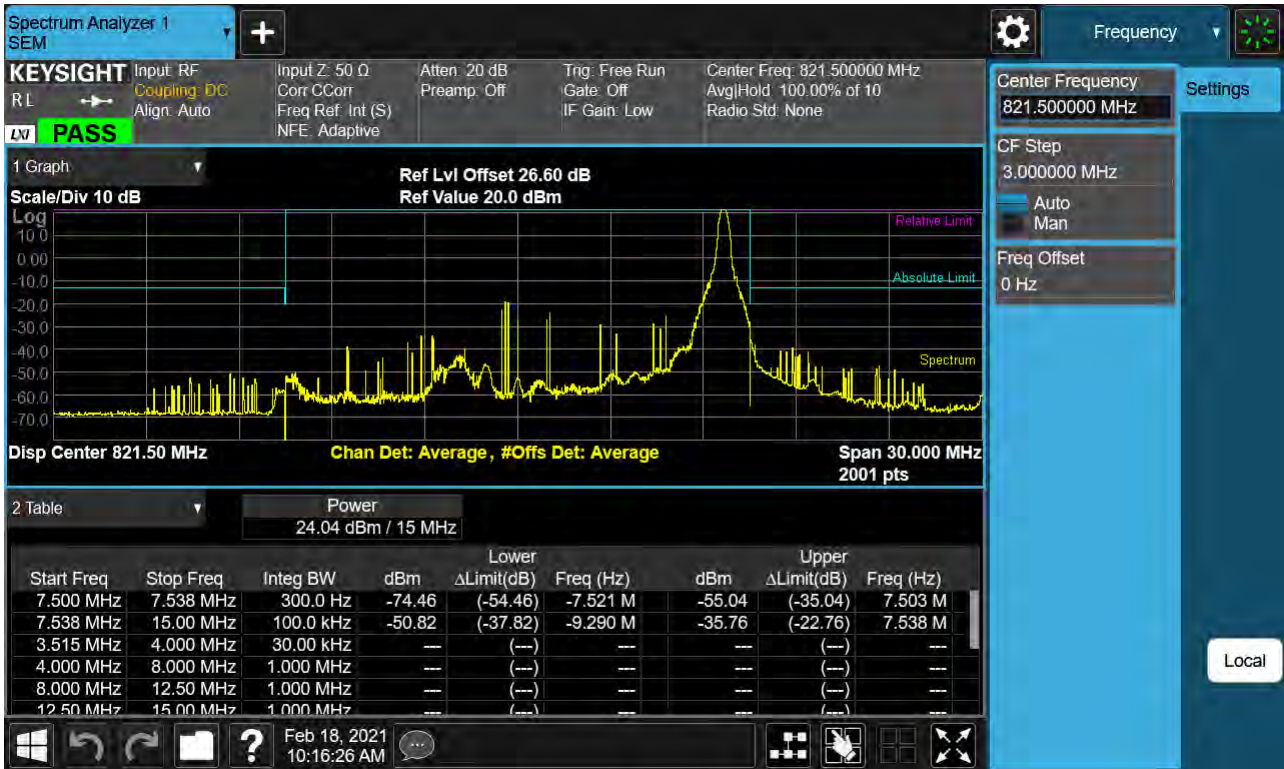 Spectrum Analyzer 1
SEM
Frequency
KEYSIGHT
R L
LXI
PASS
Input: RF
Coupling: DC
Align: Auto
Input Z: 50 Ω
Corr CCorr
Freq Ref: Int (S)
NFE: Adaptive
Atten: 20 dB
Preamp: Off
Trig: Free Run
Gate: Off
IF Gain: Low
Center Freq: 821.500000 MHz
Avg|Hold: 100.00% of 10
Radio Std: None
Center Frequency
821.500000 MHz
Settings
CF Step
3.000000 MHz
Auto
Man
Freq Offset
0 Hz
1 Graph
Ref Lvl Offset 26.60 dB
Scale/Div 10 dB
Ref Value 20.0 dBm
Log
10.0
0.00
-10.0
-20.0
-30.0
-40.0
-50.0
-60.0
-70.0
Relative Limit
Absolute Limit
Spectrum
Disp Center 821.50 MHz
Chan Det: Average, #Offs Det: Average
Span 30.000 MHz
2001 pts
2 Table
Power
24.04 dBm / 15 MHz
Lower Upper
Start Freq Stop Freq Integ BW dBm ΔLimit(dB) Freq (Hz) dBm ΔLimit(dB) Freq (Hz)
7.500 MHz 7.538 MHz 300.0 Hz -74.46 (-54.46) -7.521 M -55.04 (-35.04) 7.503 M
7.538 MHz 15.00 MHz 100.0 kHz -50.82 (-37.82) -9.290 M -35.76 (-22.76) 7.538 M
3.515 MHz 4.000 MHz 30.00 kHz --- (---) --- --- (---) ---
4.000 MHz 8.000 MHz 1.000 MHz --- (---) --- --- (---) ---
8.000 MHz 12.50 MHz 1.000 MHz --- (---) --- --- (---) ---
12.50 MHz 15.00 MHz 1.000 MHz --- (---) --- --- (---) ---
Local
Feb 18, 2021
10:16:26 AM